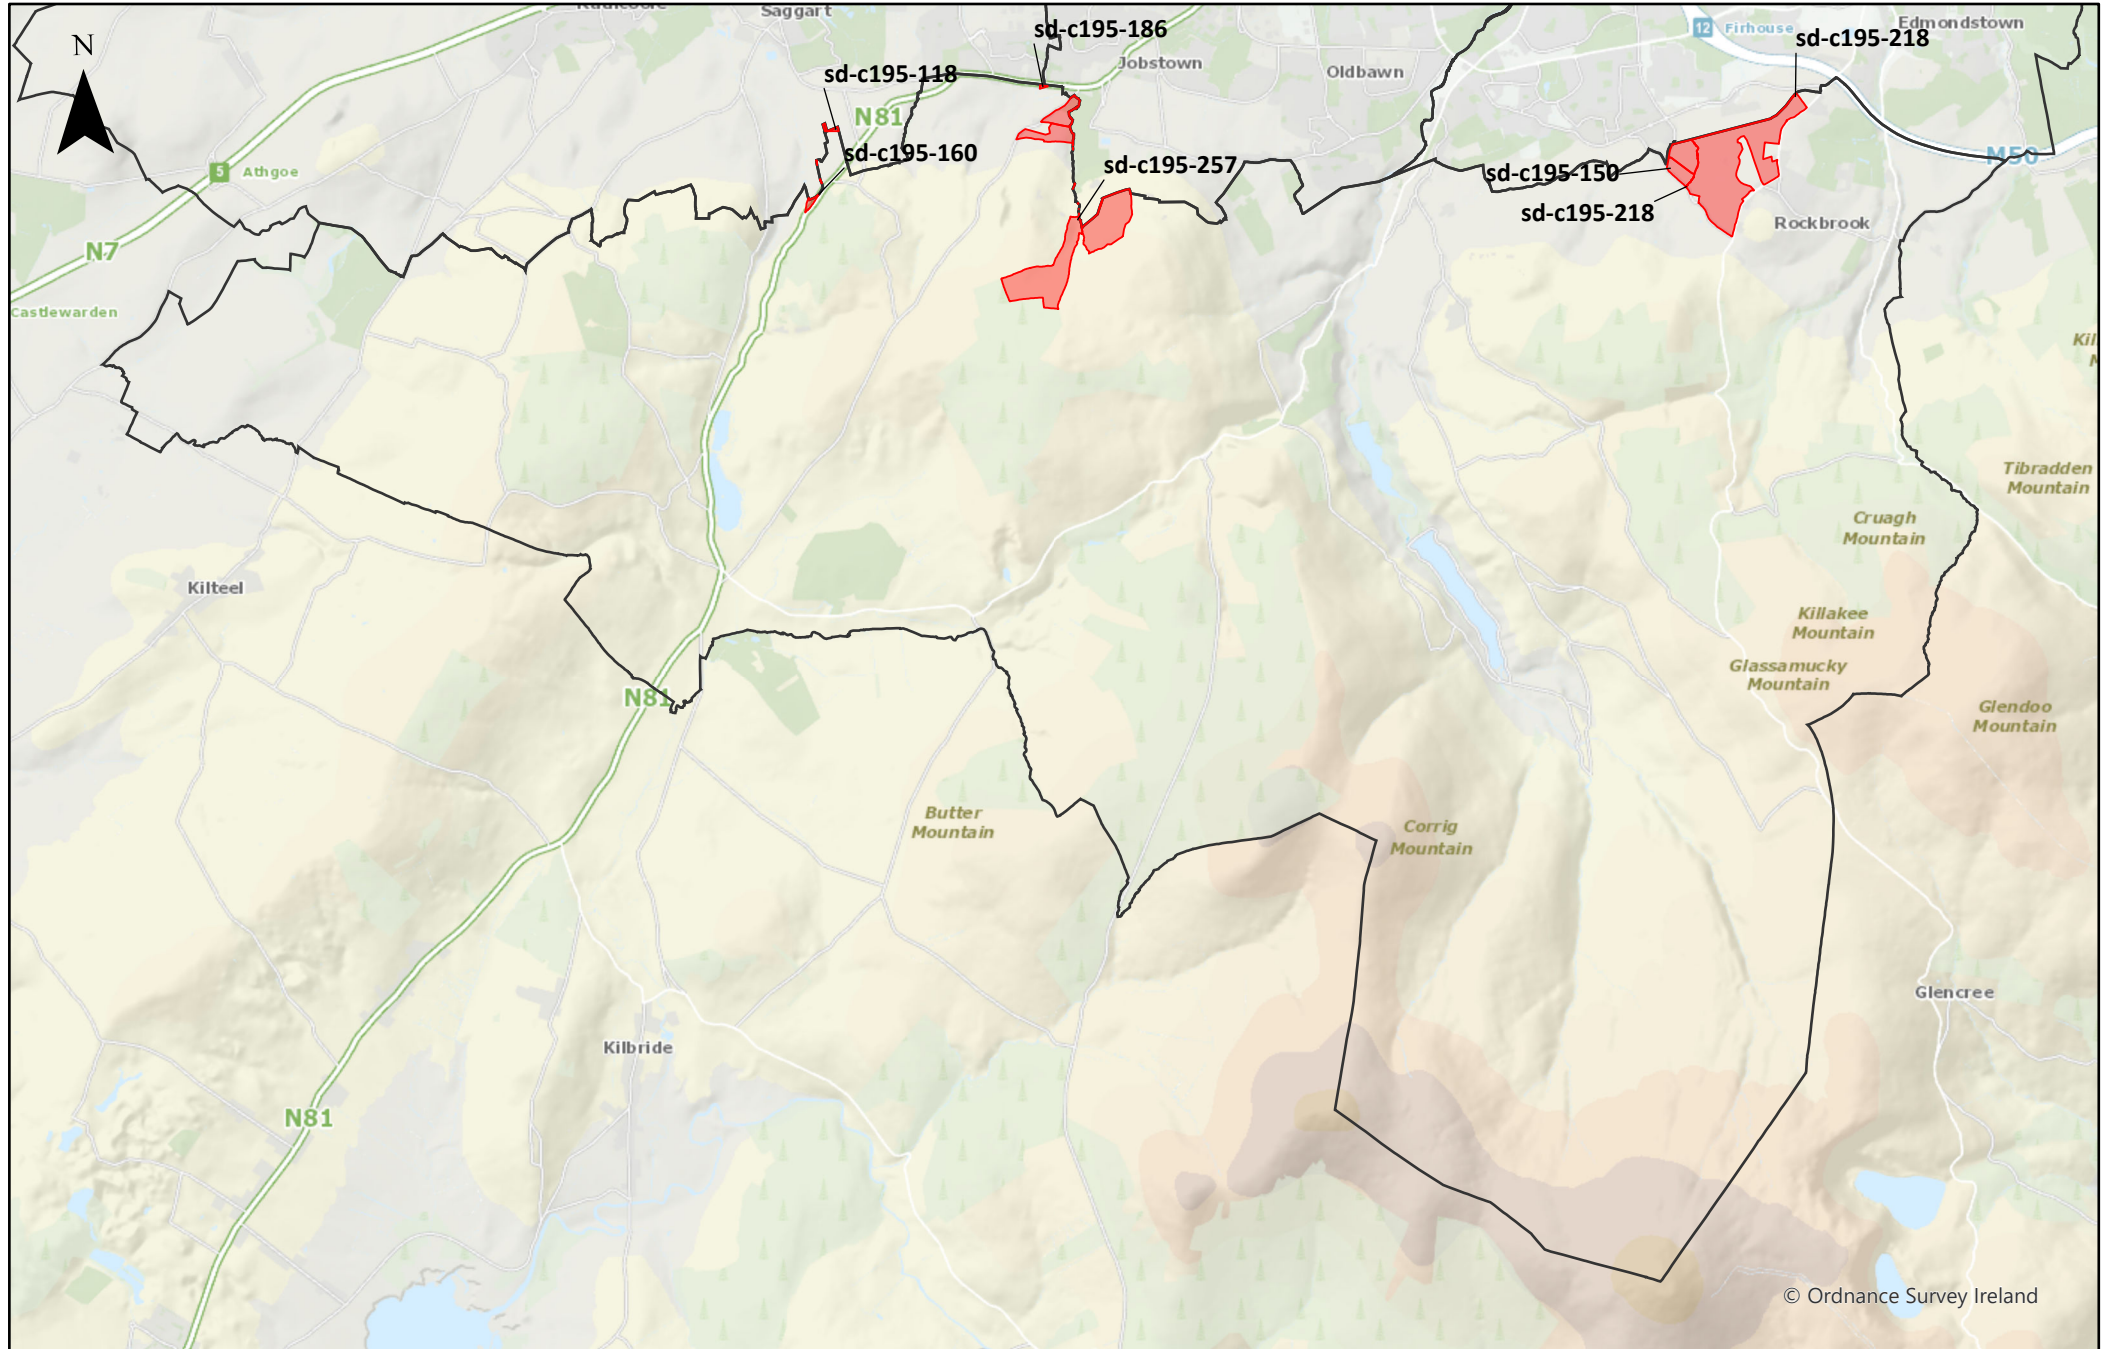 Saggart
sd-c195-186
Edmondstown
12 Firhouse
sd-c195-218
N
Jobstown
Oldbawn
sd-c195-118
N81
sd-c195-160
sd-c195-257
M50
5 Athgoe
sd-c195-150
sd-c195-218
Rockbrook
N7
Castlewarden
Tibradden
Mountain
Cruagh
Mountain
Kilteel
Killakee
Mountain
Glassamucky
Mountain
N81
Glendoo
Mountain
Butter
Mountain
Corrig
Mountain
Glencree
Kilbride
N81
© Ordnance Survey Ireland